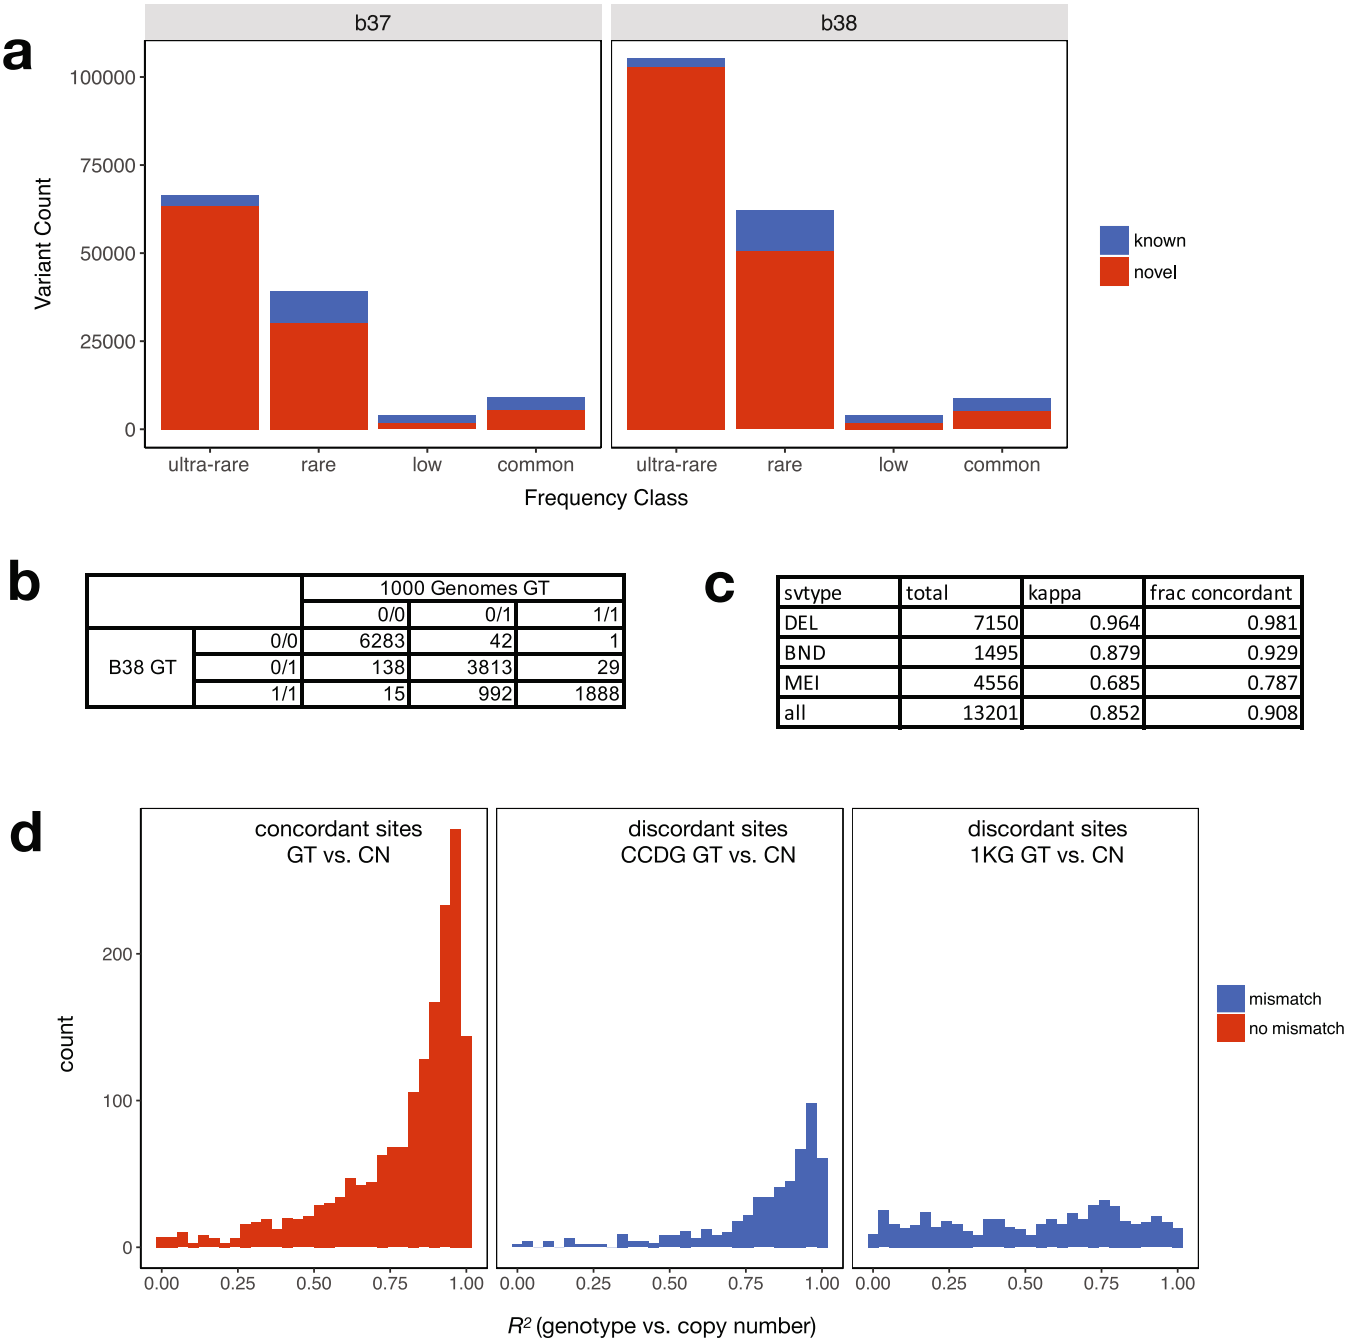 a
b37
b38
100000
75000
50000
25000
0
Variant Count
ultra-rare
rare
low
common
ultra-rare
rare
low
common
Frequency Class
known
novel
b
1000 Genomes GT
0/0 0/1 1/1
B38 GT
0/0 6283 42 1
0/1 138 3813 29
1/1 15 992 1888
c
svtype total kappa frac concordant
DEL 7150 0.964 0.981
BND 1495 0.879 0.929
MEI 4556 0.685 0.787
all 13201 0.852 0.908
d
concordant sites
GT vs. CN
discordant sites
CCDG GT vs. CN
discordant sites
1KG GT vs. CN
200
100
0
count
0.00 0.25 0.50 0.75 1.00
0.00 0.25 0.50 0.75 1.00
0.00 0.25 0.50 0.75 1.00
R² (genotype vs. copy number)
mismatch
no mismatch